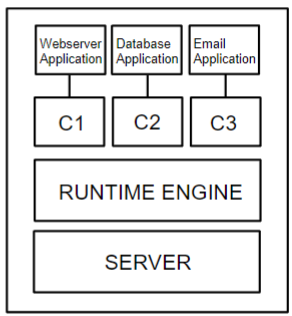 Webserver
Application
Database
Application
Email
Application
C1
C2
C3
RUNTIME ENGINE
SERVER